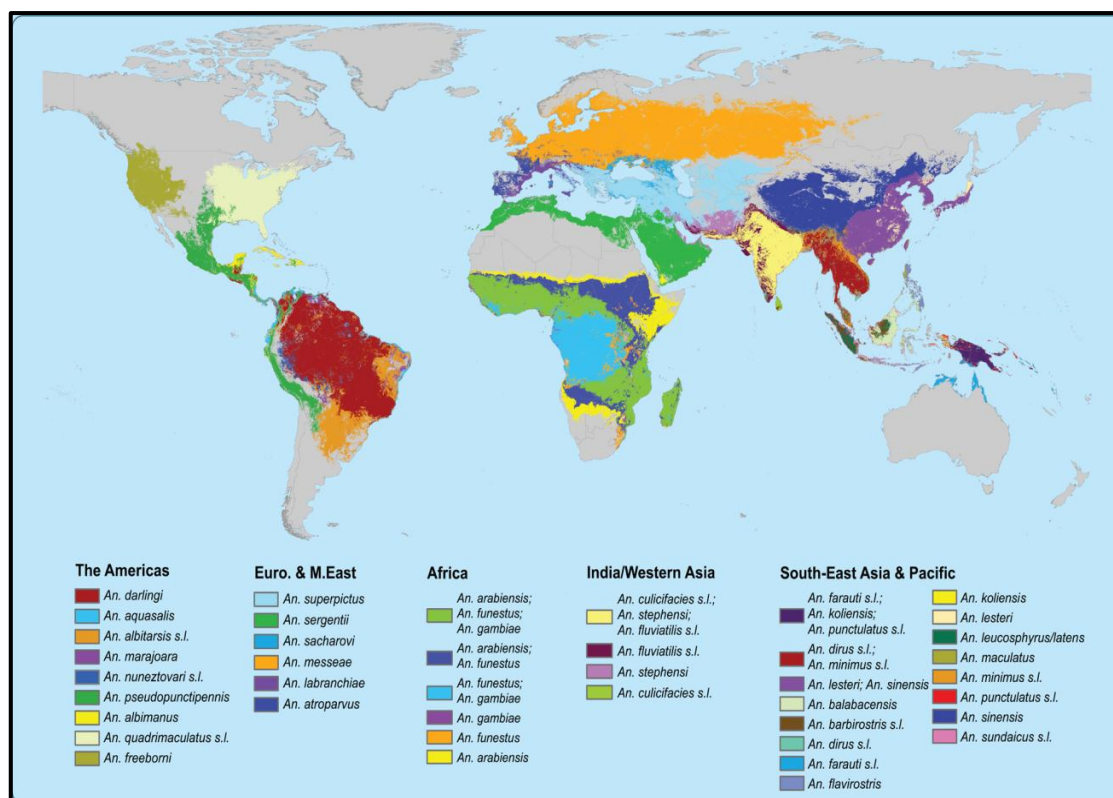 The Americas
An. darlingi
An. aquasalis
An. albitarsis s.l.
An. marajoara
An. nuneztovari s.l.
An. pseudopunctipennis
An. albimanus
An. quadrimaculatus s.l.
An. freeborni
Euro. & M.East
An. superpictus
An. sergentii
An. sacharovi
An. messeae
An. labranchiae
An. atroparvus
Africa
An. arabiensis;
An. funestus;
An. gambiae
An. arabiensis;
An. funestus
An. funestus;
An. gambiae
An. gambiae
An. funestus
An. arabiensis
India/Western Asia
An. culicifacies s.l.;
An. stephensi;
An. fluviatilis s.l.
An. fluviatilis s.l.
An. stephensi
An. culicifacies s.l.
South-East Asia & Pacific
An. farauti s.l.;
An. koliensis;
An. punctulatus s.l.
An. dirus s.l.;
An. minimus s.l.
An. lesteri; An. sinensis
An. balabacensis
An. barbirostris s.l.
An. dirus s.l.
An. farauti s.l.
An. flavirostris
An. koliensis
An. lesteri
An. leucosphyrus/latens
An. maculatus
An. minimus s.l.
An. punctulatus s.l.
An. sinensis
An. sundaicus s.l.